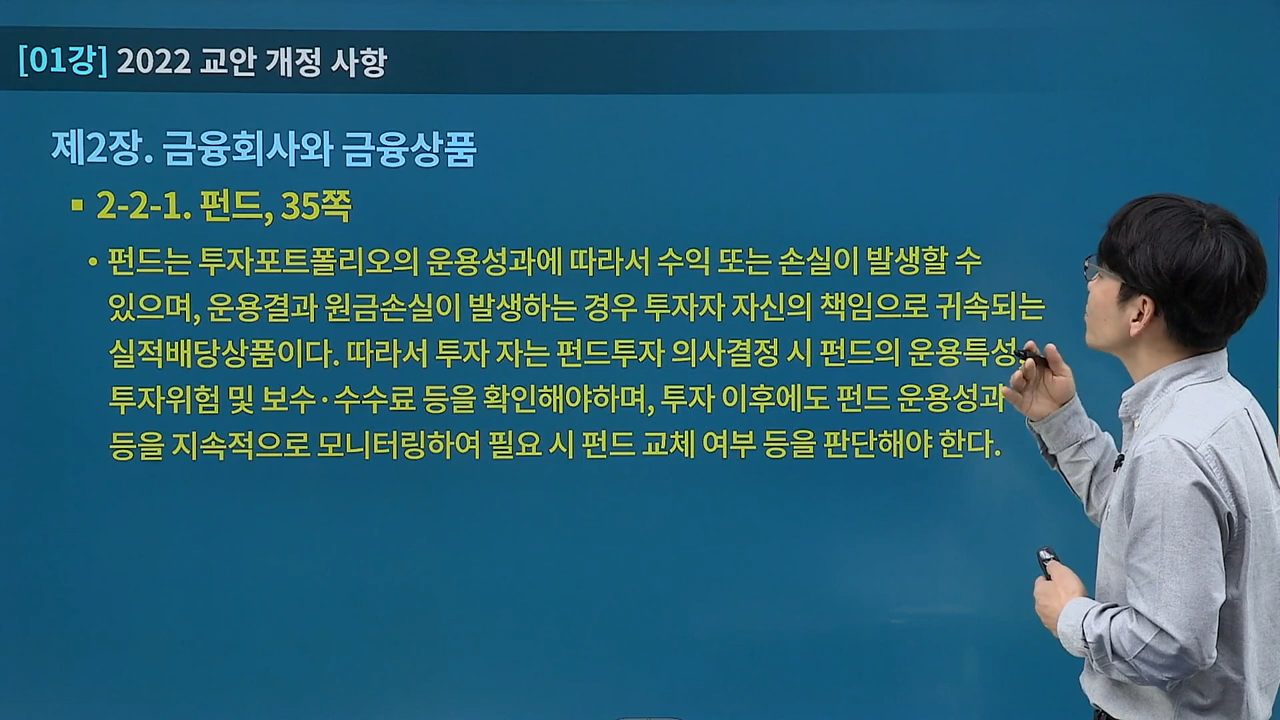 [01강] 2022 교안 개정 사항
제2장. 금융회사와 금융상품
▪ 2-2-1. 펀드, 35쪽
• 펀드는 투자포트폴리오의 운용성과에 따라서 수익 또는 손실이 발생할 수
있으며, 운용결과 원금손실이 발생하는 경우 투자자 자신의 책임으로 귀속되는
실적배당상품이다. 따라서 투자 자는 펀드투자 의사결정 시 펀드의 운용특성,
투자위험 및 보수·수수료 등을 확인해야하며, 투자 이후에도 펀드 운용성과
등을 지속적으로 모니터링하여 필요 시 펀드 교체 여부 등을 판단해야 한다.